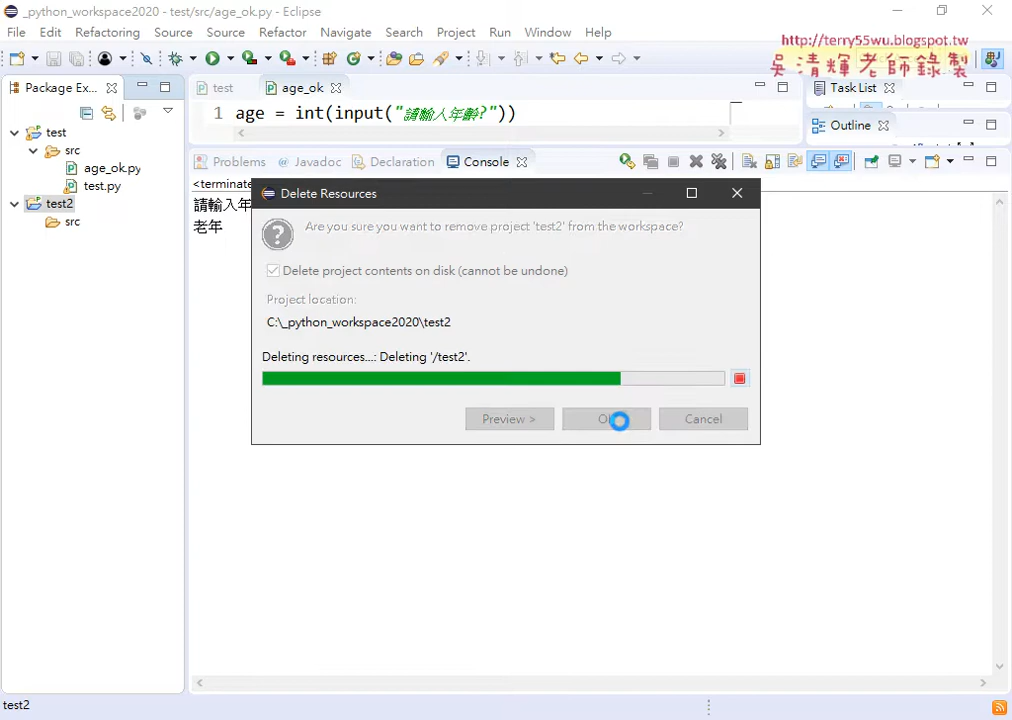 _python_workspace2020 - test/src/age_ok.py - Eclipse
File Edit Refactoring Source Source Refactor Navigate Search Project Run Window Help
http://terry55wu.blogspot.tw
吳清輝老師錄製
Package Ex...
test
age_ok
Task List
1 age = int(input("請輸入年齡?"))
Outline
test
src
age_ok.py
test.py
test2
src
Problems
@ Javadoc
Declaration
Console
<terminate
請輸入年
老年
Delete Resources
Are you sure you want to remove project 'test2' from the workspace?
Delete project contents on disk (cannot be undone)
Project location:
C:\_python_workspace2020\test2
Deleting resources...: Deleting '/test2'.
Preview >
Cancel
test2